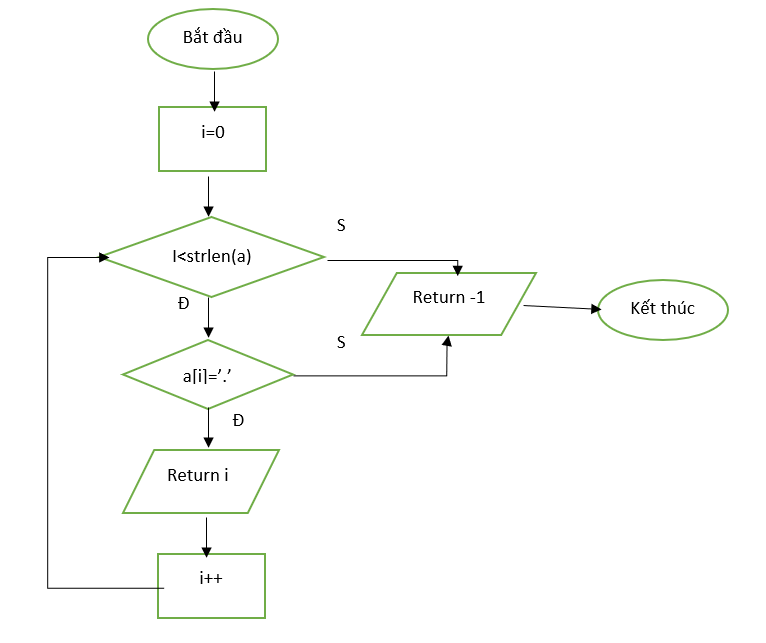 Bắt đầu
i=0
S
I<strlen(a)
Return -1
Kết thúc
Đ
S
a[i]=’.’
Đ
Return i
i++